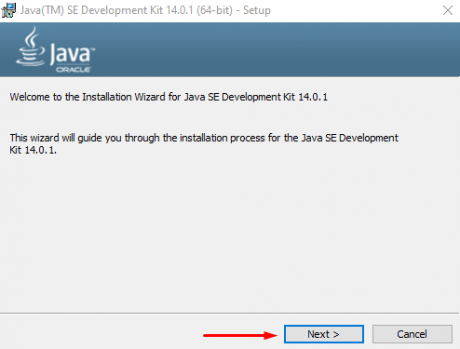 Java(TM) SE Development Kit 14.0.1 (64-bit) - Setup
Java™
ORACLE
Welcome to the Installation Wizard for Java SE Development Kit 14.0.1
This wizard will guide you through the installation process for the Java SE Development
Kit 14.0.1.
Next >
Cancel